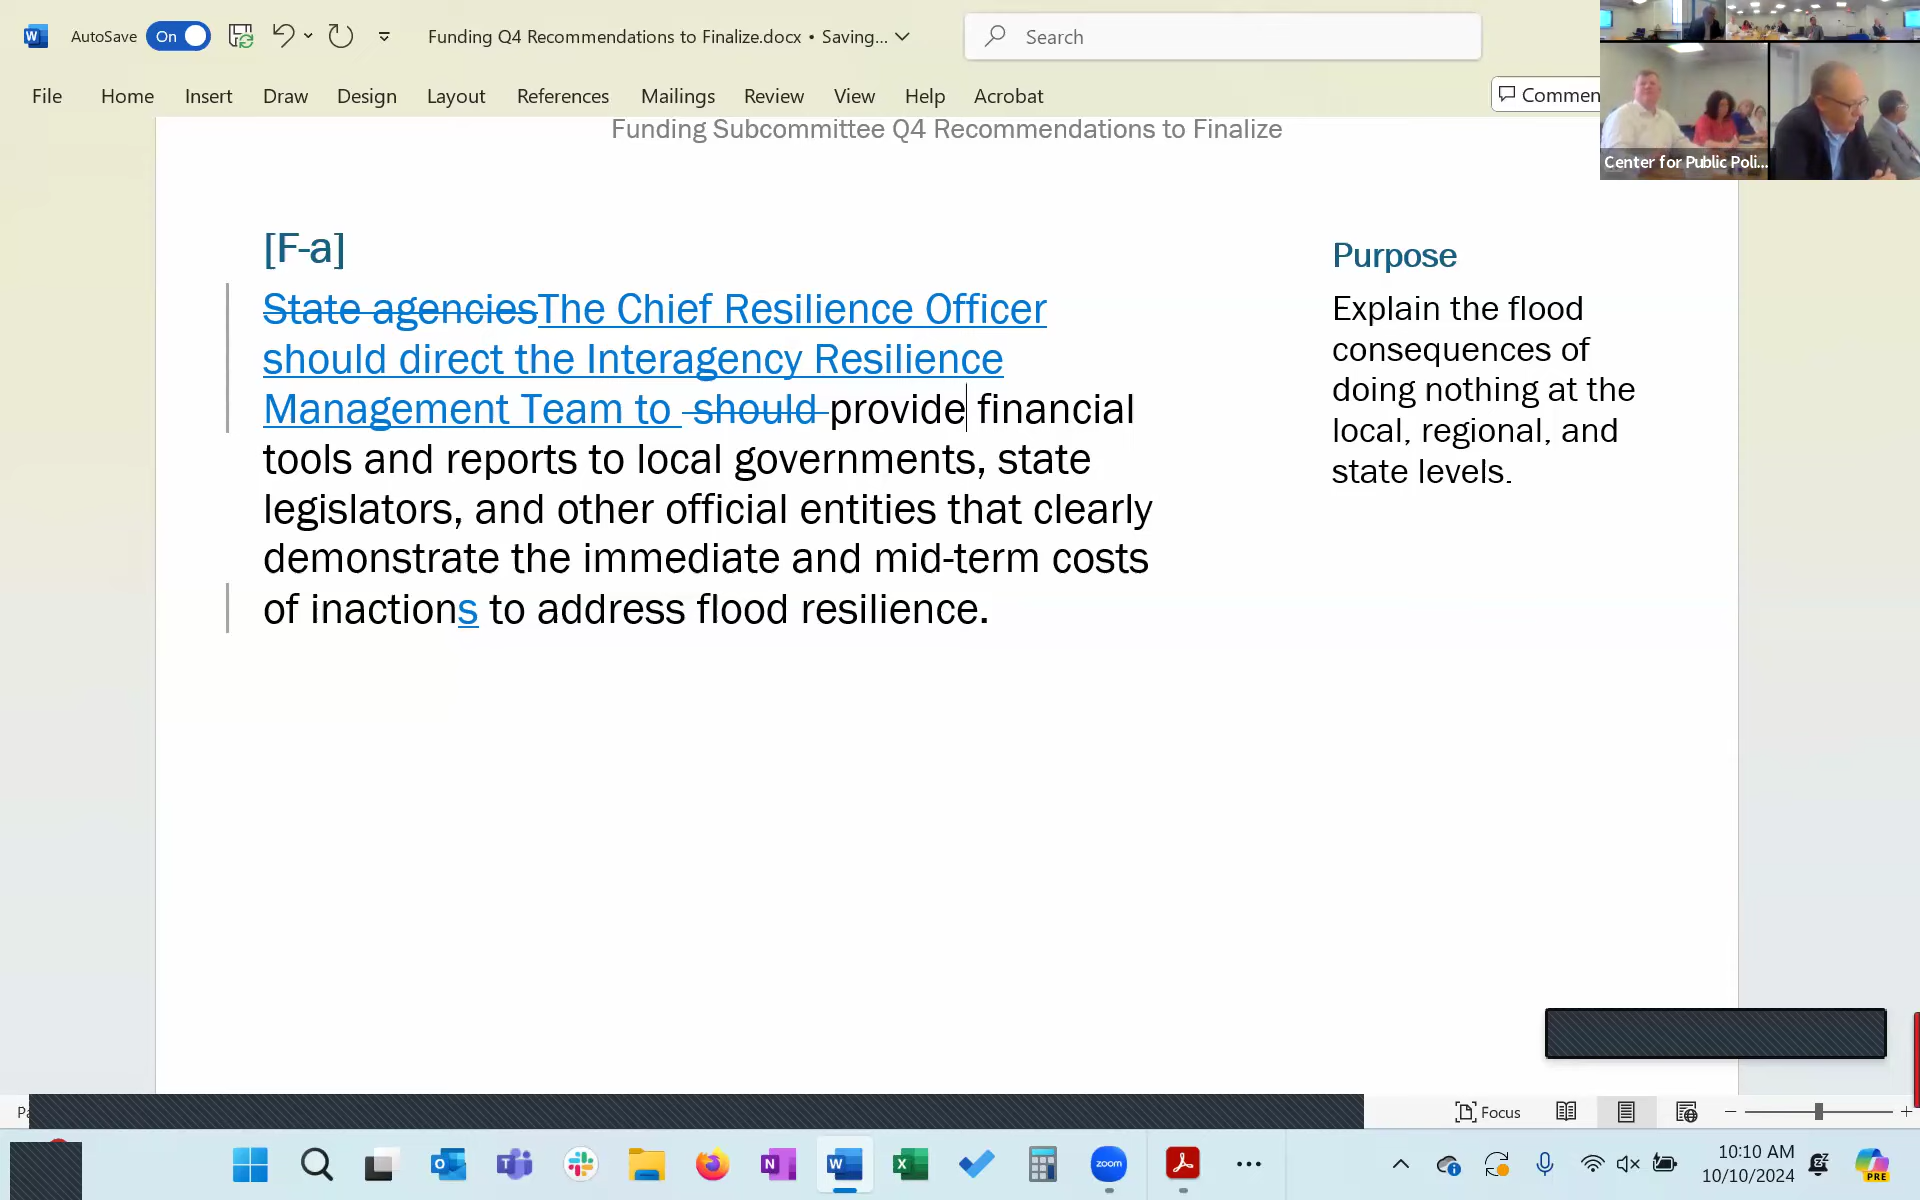 AutoSave On Funding Q4 Recommendations to Finalize.docx • Saving... Search
File Home Insert Draw Design Layout References Mailings Review View Help Acrobat Commen
Center for Public Poli...
Funding Subcommittee Q4 Recommendations to Finalize
[F-a]
State agenciesThe Chief Resilience Officer
should direct the Interagency Resilience
Management Team to should provide financial
tools and reports to local governments, state
legislators, and other official entities that clearly
demonstrate the immediate and mid-term costs
of inactions to address flood resilience.
Purpose
Explain the flood
consequences of
doing nothing at the
local, regional, and
state levels.
Focus
zoom
10:10 AM
10/10/2024
PRE